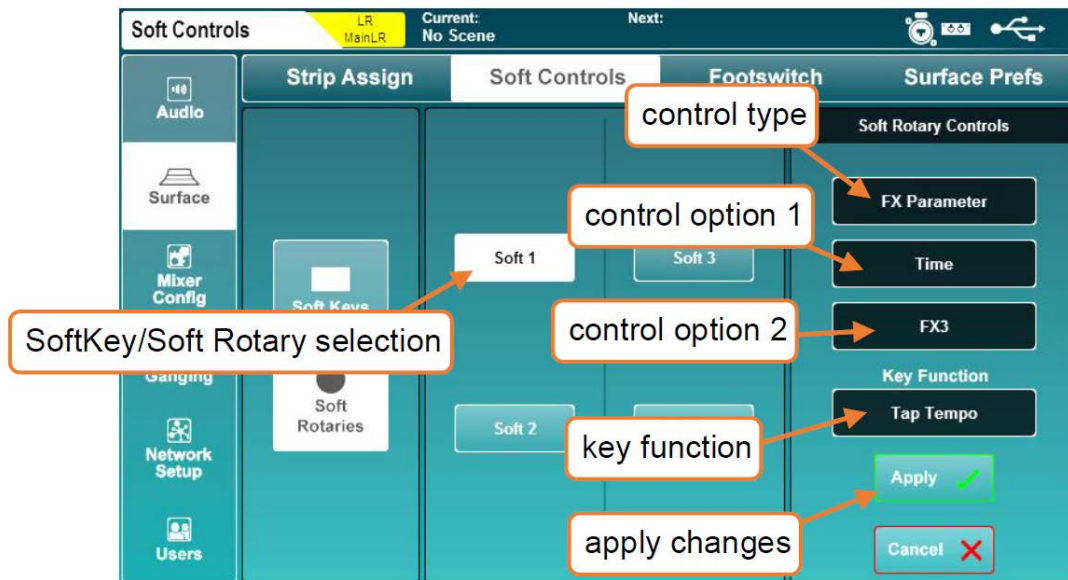 Soft Controls
LR
MainLR
Current:
No Scene
Next:
Strip Assign
Soft Controls
Footswitch
Surface Prefs
Audio
Surface
Mixer
Config
Ganging
Network
Setup
Users
Soft Keys
Soft
Rotaries
Soft 1
Soft 2
Soft 3
Soft Rotary Controls
FX Parameter
Time
FX3
Key Function
Tap Tempo
Apply
Cancel
control type
control option 1
SoftKey/Soft Rotary selection
control option 2
key function
apply changes